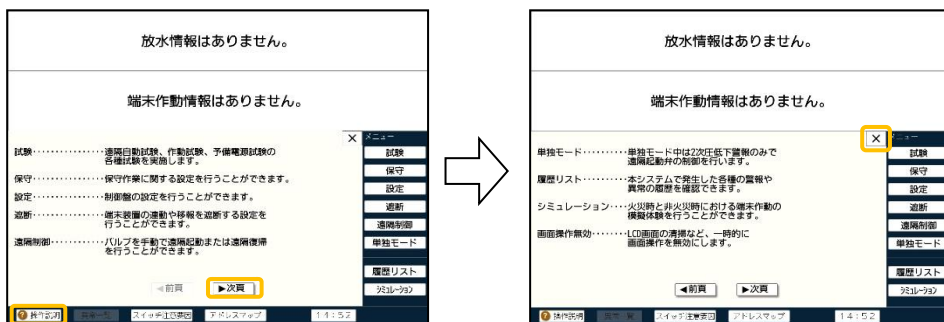 放水情報はありません。
端末作動情報はありません。
×
メニュー
試験・・・・・・・・・・・・・遠隔自動試験、作動試験、予備電源試験の
各種試験を実施します。
保守・・・・・・・・・・・・・保守作業に関する設定を行うことができます。
設定・・・・・・・・・・・・・制御盤の設定を行うことができます。
遮断・・・・・・・・・・・・・端末装置の連動や移報を遮断する設定を
行うことができます。
遠隔制御・・・・・・・・・・・バルブを手動で遠隔起動または遠隔復帰
を行うことができます。
試験
保守
設定
遮断
遠隔制御
単独モード
履歴リスト
シミュレーション
◀前頁
▶次頁
操作説明
スイッチ注意要因
アドレスマップ
14:52
放水情報はありません。
端末作動情報はありません。
×
メニュー
単独モード・・・・・・・・・単独モード中は2次圧低下警報のみで
遠隔起動弁の制御を行います。
履歴リスト・・・・・・・・・本システムで発生した各種の警報や
異常の履歴を確認できます。
シミュレーション・・・・火災時と非火災時における端末作動の
模擬体験を行うことができます。
画面操作無効・・・・・・・・LCD画面の清掃など、一時的に
画面操作を無効にします。
試験
保守
設定
遮断
遠隔制御
単独モード
履歴リスト
シミュレーション
◀前頁
▶次頁
操作説明
スイッチ注意要因
アドレスマップ
14:52